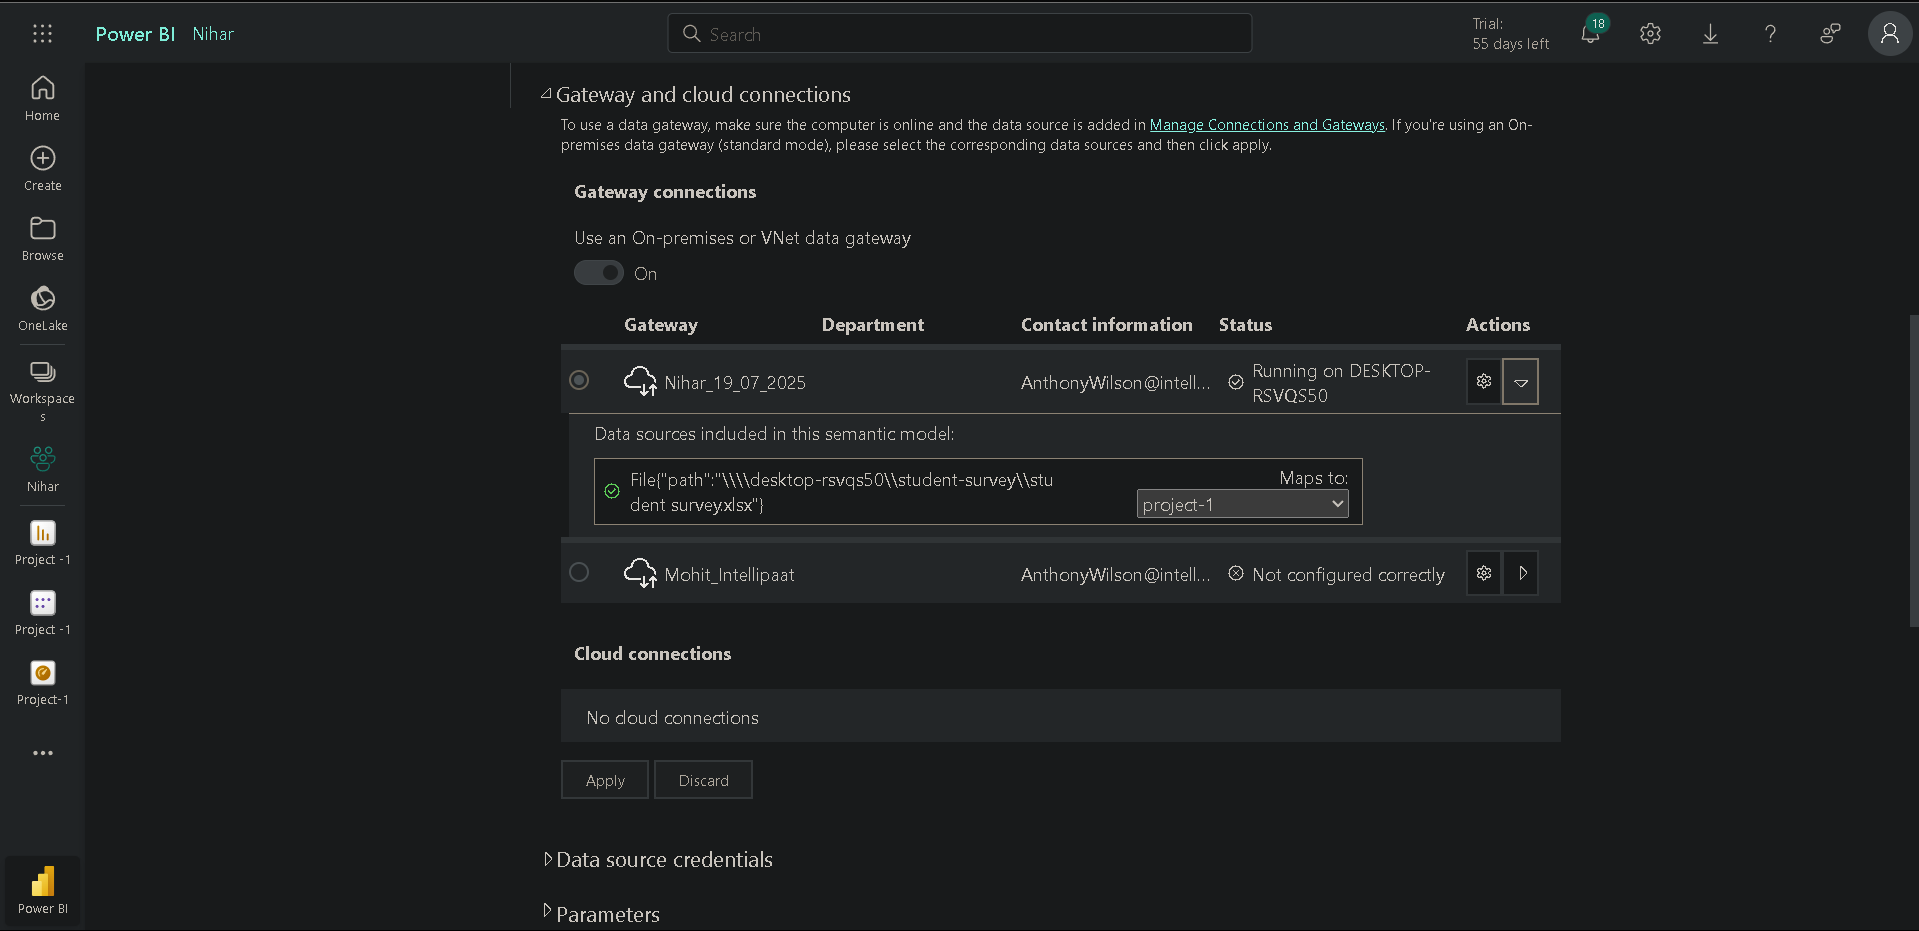 Power BI Nihar
Search
Trial:
55 days left
18
Home
Create
Browse
OneLake
Workspace
s
Nihar
Project -1
Project -1
Project-1
Power BI
Gateway and cloud connections
To use a data gateway, make sure the computer is online and the data source is added in Manage Connections and Gateways. If you're using an On-
premises data gateway (standard mode), please select the corresponding data sources and then click apply.
Gateway connections
Use an On-premises or VNet data gateway
On
Gateway Department Contact information Status Actions
Nihar_19_07_2025 AnthonyWilson@intell... Running on DESKTOP-
RSVQS50
Data sources included in this semantic model:
File{"path":"\\\\desktop-rsvqs50\\student-survey\\stu
dent survey.xlsx"}
Maps to:
project-1
Mohit_Intellipaat AnthonyWilson@intell... Not configured correctly
Cloud connections
No cloud connections
Apply Discard
Data source credentials
Parameters